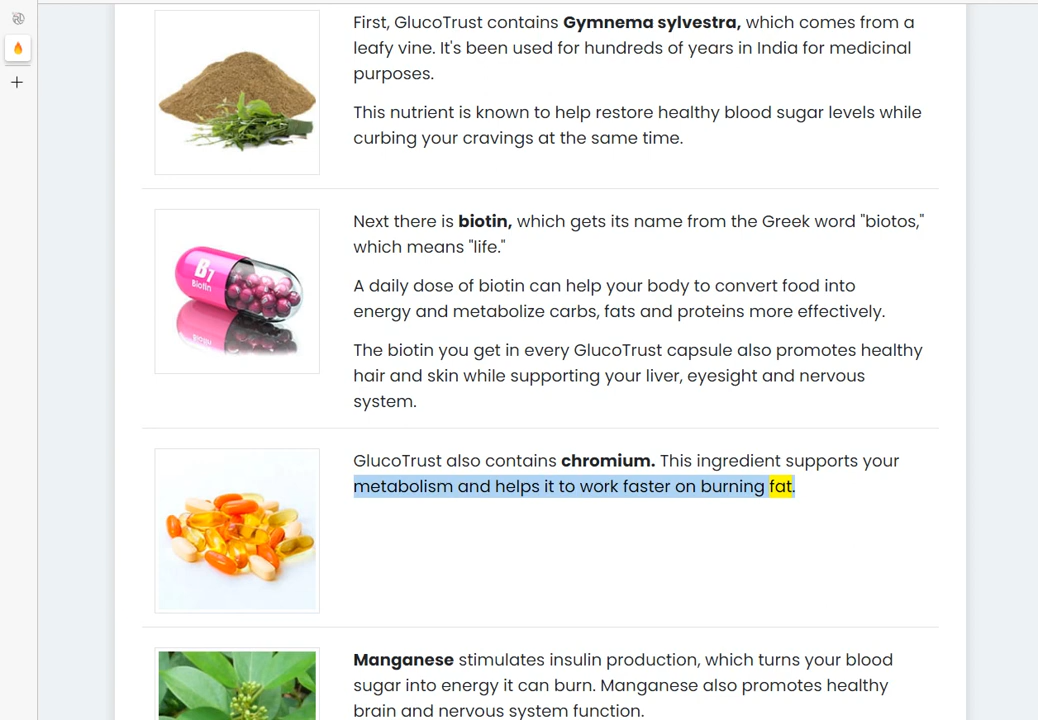 First, GlucoTrust contains Gymnema sylvestra, which comes from a
leafy vine. It's been used for hundreds of years in India for medicinal
purposes.
This nutrient is known to help restore healthy blood sugar levels while
curbing your cravings at the same time.
B7
Biotin
Next there is biotin, which gets its name from the Greek word "biotos,"
which means "life."
A daily dose of biotin can help your body to convert food into
energy and metabolize carbs, fats and proteins more effectively.
The biotin you get in every GlucoTrust capsule also promotes healthy
hair and skin while supporting your liver, eyesight and nervous
system.
GlucoTrust also contains chromium. This ingredient supports your
metabolism and helps it to work faster on burning fat.
Manganese stimulates insulin production, which turns your blood
sugar into energy it can burn. Manganese also promotes healthy
brain and nervous system function.